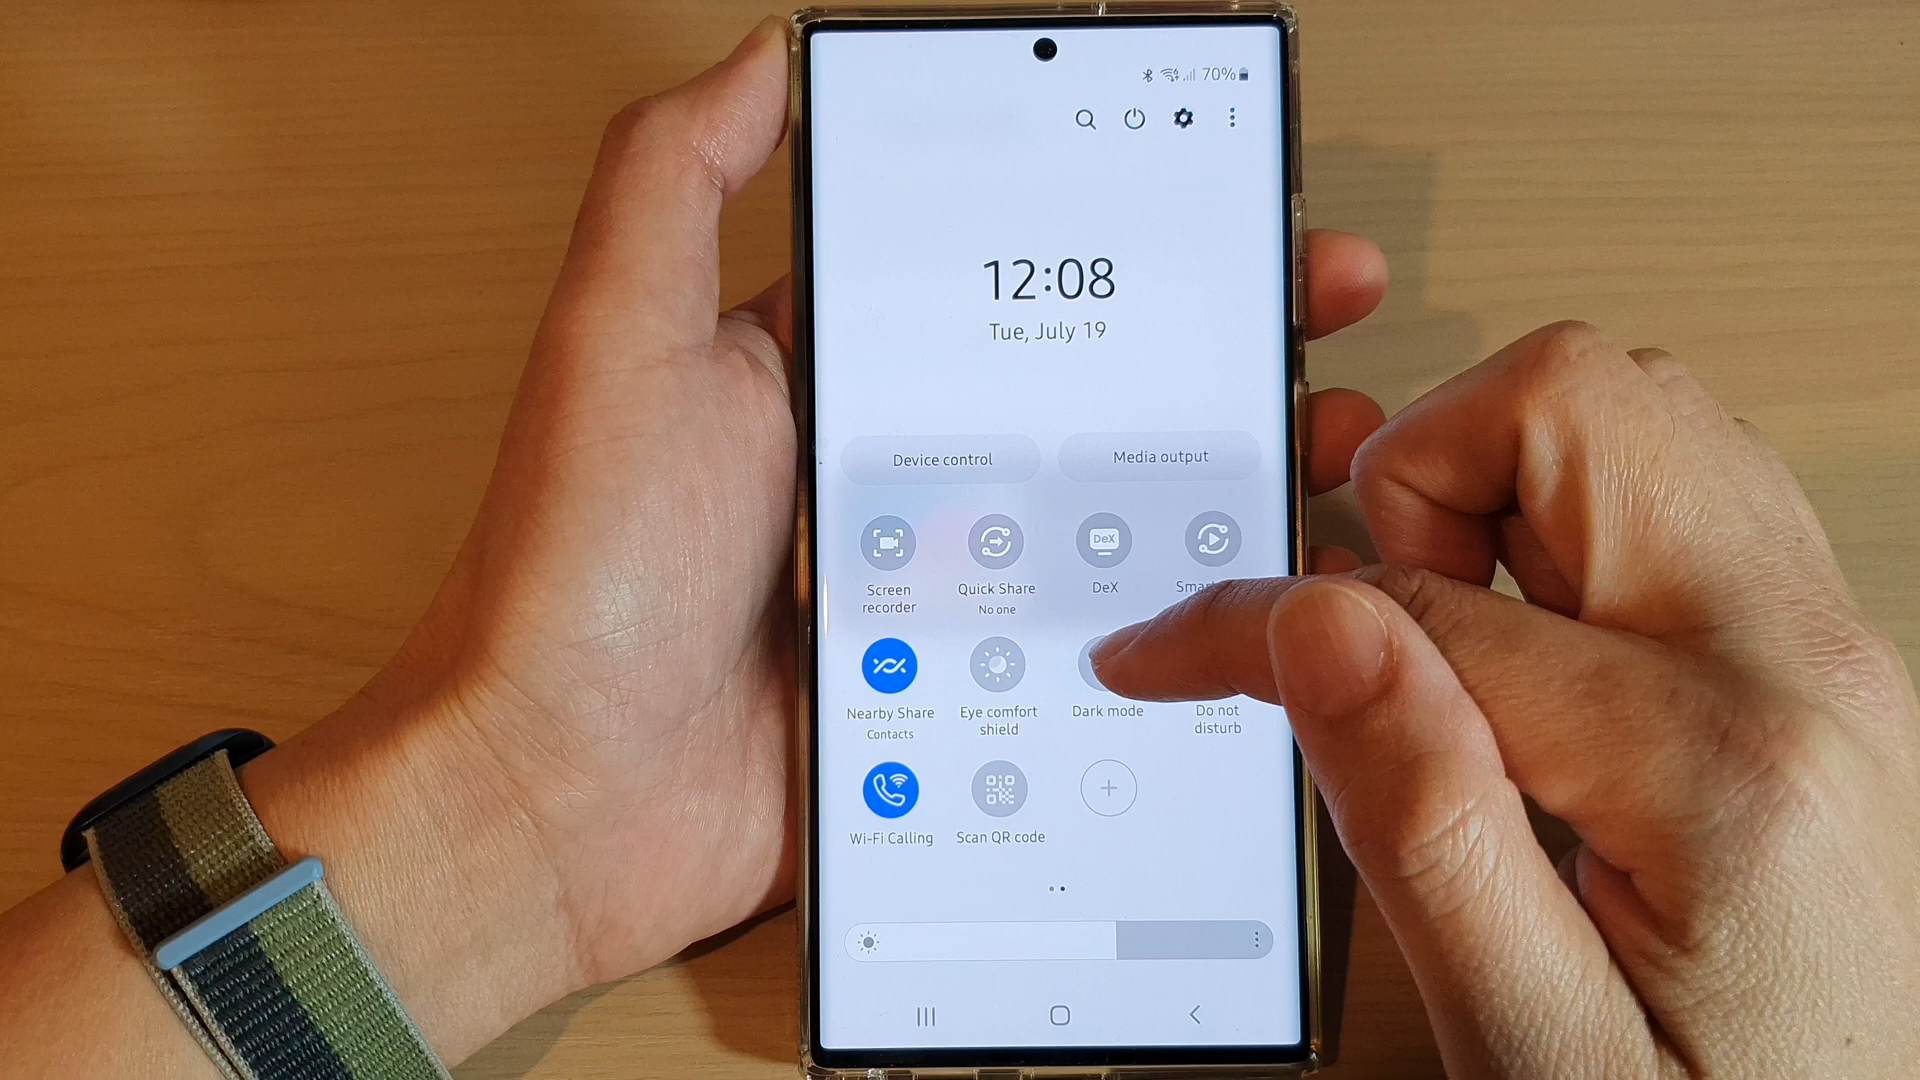 70%
12:08
Tue, July 19
Device control
Media output
DeX
Screen
recorder
Quick Share
No one
DeX
Nearby Share
Contacts
Eye comfort
shield
Dark mode
Do not
disturb
Wi-Fi Calling
Scan QR code